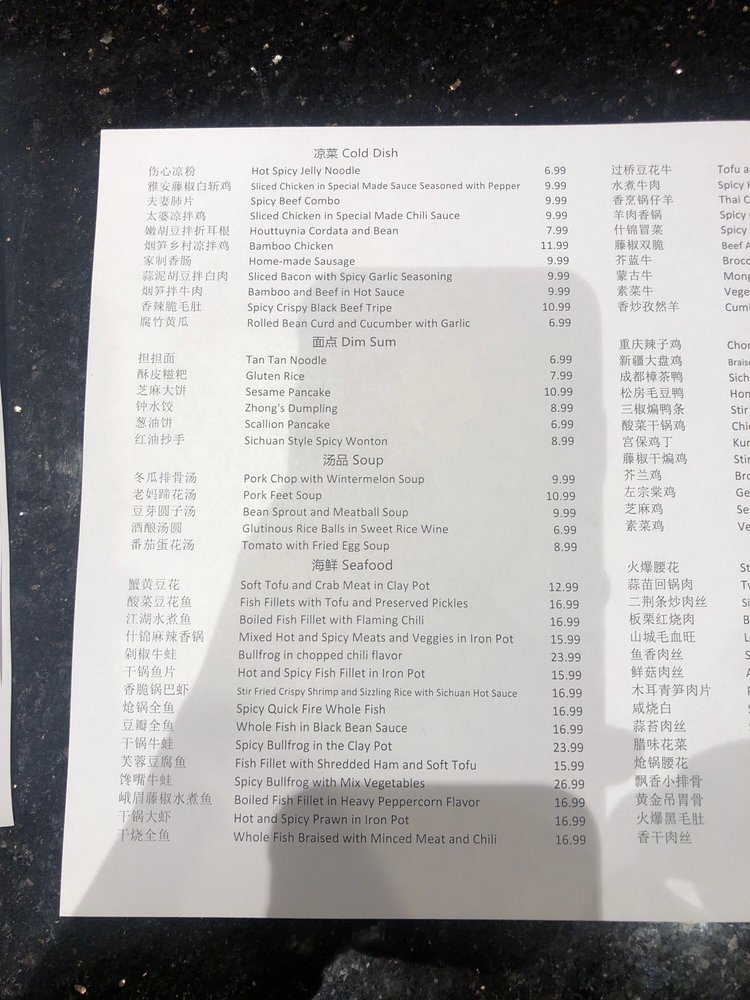 凉菜 Cold Dish
伤心凉粉 Hot Spicy Jelly Noodle 6.99
雅安藤椒白斩鸡 Sliced Chicken in Special Made Sauce Seasoned with Pepper 9.99
夫妻肺片 Spicy Beef Combo 9.99
太婆凉拌鸡 Sliced Chicken in Special Made Chili Sauce 9.99
嫩胡豆拌折耳根 Houttuynia Cordata and Bean 7.99
烟笋乡村凉拌鸡 Bamboo Chicken 11.99
家制香肠 Home-made Sausage 9.99
蒜泥胡豆拌白肉 Sliced Bacon with Spicy Garlic Seasoning 9.99
烟笋拌牛肉 Bamboo and Beef in Hot Sauce 9.99
香辣脆毛肚 Spicy Crispy Black Beef Tripe 10.99
腐竹黄瓜 Rolled Bean Curd and Cucumber with Garlic 6.99
面点 Dim Sum
担担面 Tan Tan Noodle 6.99
酥皮糍粑 Gluten Rice 7.99
芝麻大饼 Sesame Pancake 10.99
钟水饺 Zhong's Dumpling 8.99
葱油饼 Scallion Pancake 6.99
红油抄手 Sichuan Style Spicy Wonton 8.99
汤品 Soup
冬瓜排骨汤 Pork Chop with Wintermelon Soup 9.99
老妈蹄花汤 Pork Feet Soup 10.99
豆芽圆子汤 Bean Sprout and Meatball Soup 9.99
酒酿汤圆 Glutinous Rice Balls in Sweet Rice Wine 6.99
番茄蛋花汤 Tomato with Fried Egg Soup 8.99
海鲜 Seafood
蟹黄豆花 Soft Tofu and Crab Meat in Clay Pot 12.99
酸菜豆花鱼 Fish Fillets with Tofu and Preserved Pickles 16.99
江湖水煮鱼 Boiled Fish Fillet with Flaming Chili 16.99
什锦麻辣香锅 Mixed Hot and Spicy Meats and Veggies in Iron Pot 15.99
剁椒牛蛙 Bullfrog in chopped chili flavor 23.99
干锅鱼片 Hot and Spicy Fish Fillet in Iron Pot 15.99
香脆锅巴虾 Stir Fried Crispy Shrimp and Sizzling Rice with Sichuan Hot Sauce 16.99
炝锅全鱼 Spicy Quick Fire Whole Fish 16.99
豆瓣全鱼 Whole Fish in Black Bean Sauce 16.99
干锅牛蛙 Spicy Bullfrog in the Clay Pot 23.99
芙蓉豆腐鱼 Fish Fillet with Shredded Ham and Soft Tofu 15.99
馋嘴牛蛙 Spicy Bullfrog with Mix Vegetables 26.99
峨眉藤椒水煮鱼 Boiled Fish Fillet in Heavy Peppercorn Flavor 16.99
干锅大虾 Hot and Spicy Prawn in Iron Pot 16.99
干烧全鱼 Whole Fish Braised with Minced Meat and Chili 16.99
过桥豆花牛 Tofu a
水煮牛肉 Spicy
香烹锅仔羊 Thai C
羊肉香锅 Spicy
什锦冒菜 Spicy
藤椒双脆 Beef A
芥蓝牛 Brocc
蒙古牛 Mong
素菜牛 Vege
香炒孜然羊 Cumi
重庆辣子鸡 Chon
新疆大盘鸡 Braise
成都樟茶鸭 Sich
松房毛豆鸭 Hon
三椒煸鸭条 Stir
酸菜干锅鸡 Chic
宫保鸡丁 Kun
藤椒干煸鸡 Stir
芥兰鸡 Bro
左宗棠鸡 Ge
芝麻鸡 Se
素菜鸡 Ve
火爆腰花 St
蒜苗回锅肉 Tw
二荆条炒肉丝 Si
板栗红烧肉 B
山城毛血旺 L
鱼香肉丝 S
鲜菇肉丝 A
木耳青笋肉片
咸烧白
蒜苔肉丝
腊味花菜
炝锅腰花
飘香小排骨
黄金吊胃骨
火爆黑毛肚
香干肉丝